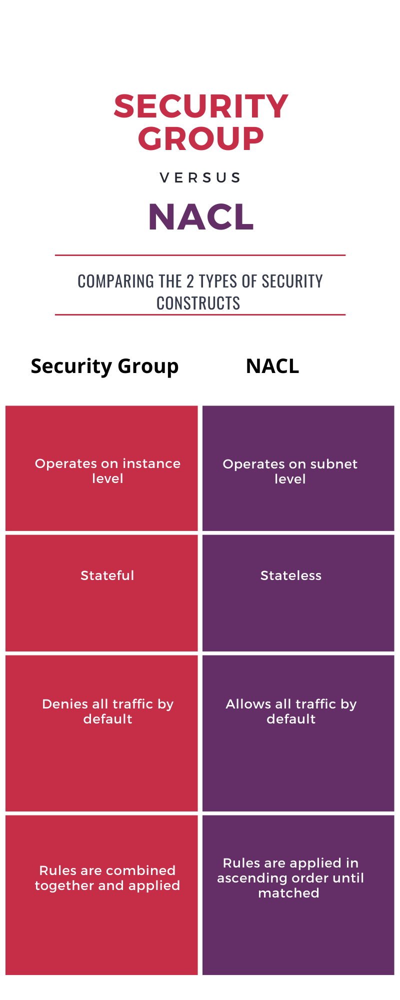 SECURITY
GROUP
VERSUS
NACL
COMPARING THE 2 TYPES OF SECURITY
CONSTRUCTS
Security Group
NACL
Operates on instance
level
Operates on subnet
level
Stateful
Stateless
Denies all traffic by
default
Allows all traffic by
default
Rules are combined
together and applied
Rules are applied in
ascending order until
matched